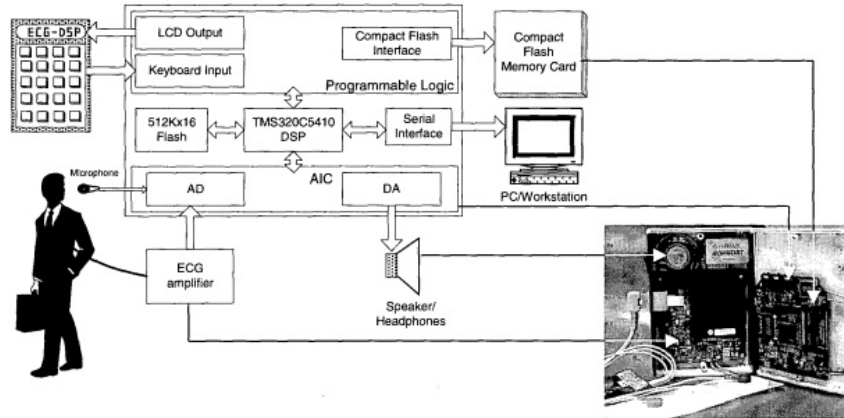 ECG-DSP
LCD Output
Keyboard Input
Compact Flash
Interface
Programmable Logic
Compact
Flash
Memory Card
512Kx16
Flash
TMS320C5410
DSP
Serial
Interface
PC/Workstation
AIC
Microphone
AD
DA
ECG
amplifier
Speaker/
Headphones